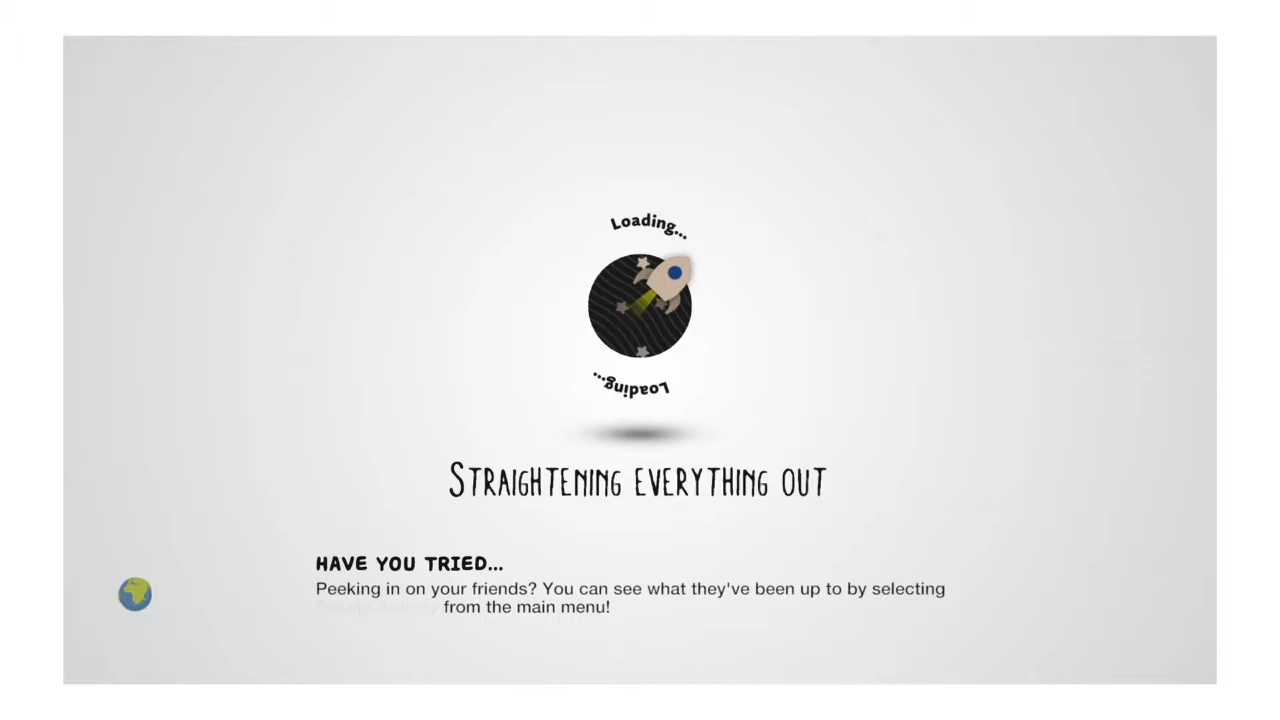 Loading...
Loading...
STRAIGHTENING EVERYTHING OUT
HAVE YOU TRIED...
Peeking in on your friends? You can see what they've been up to by selecting
from the main menu!